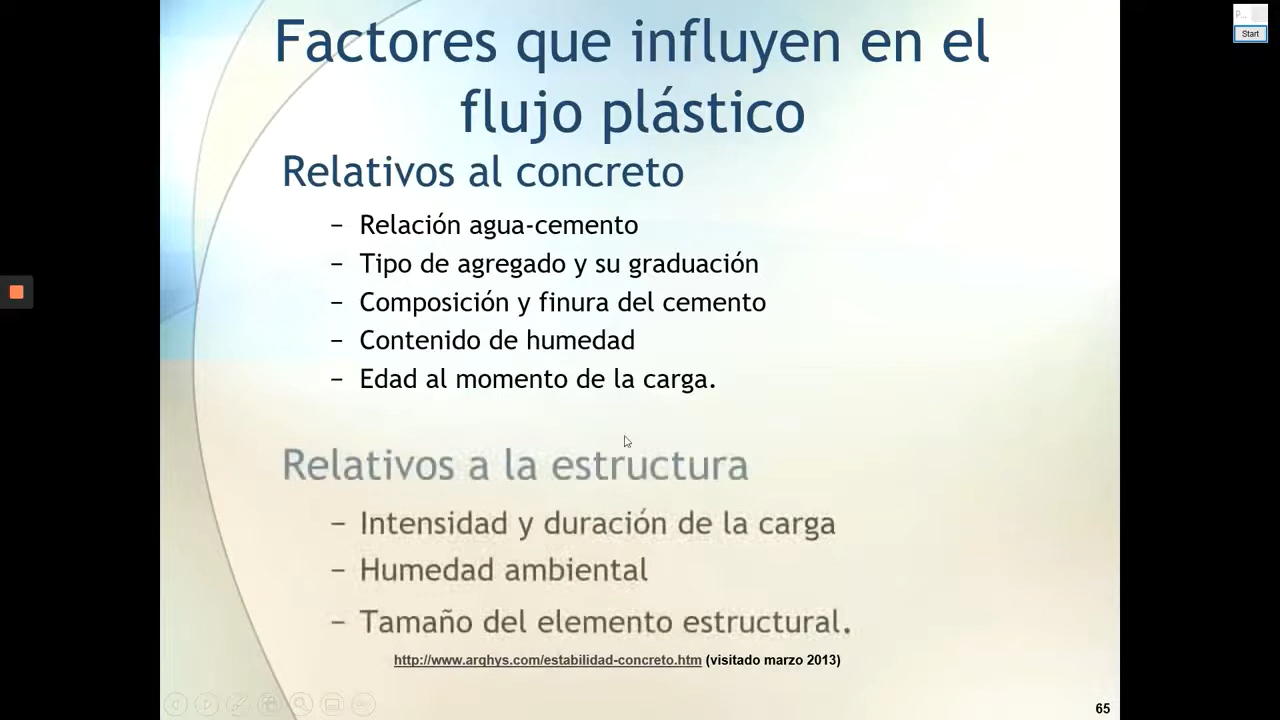 Factores que influyen en el
flujo plástico
Relativos al concreto
– Relación agua-cemento
– Tipo de agregado y su graduación
– Composición y finura del cemento
– Contenido de humedad
– Edad al momento de la carga.
Relativos a la estructura
– Intensidad y duración de la carga
– Humedad ambiental
– Tamaño del elemento estructural.
http://www.arqhys.com/estabilidad-concreto.htm (visitado marzo 2013)
65
P...
Start